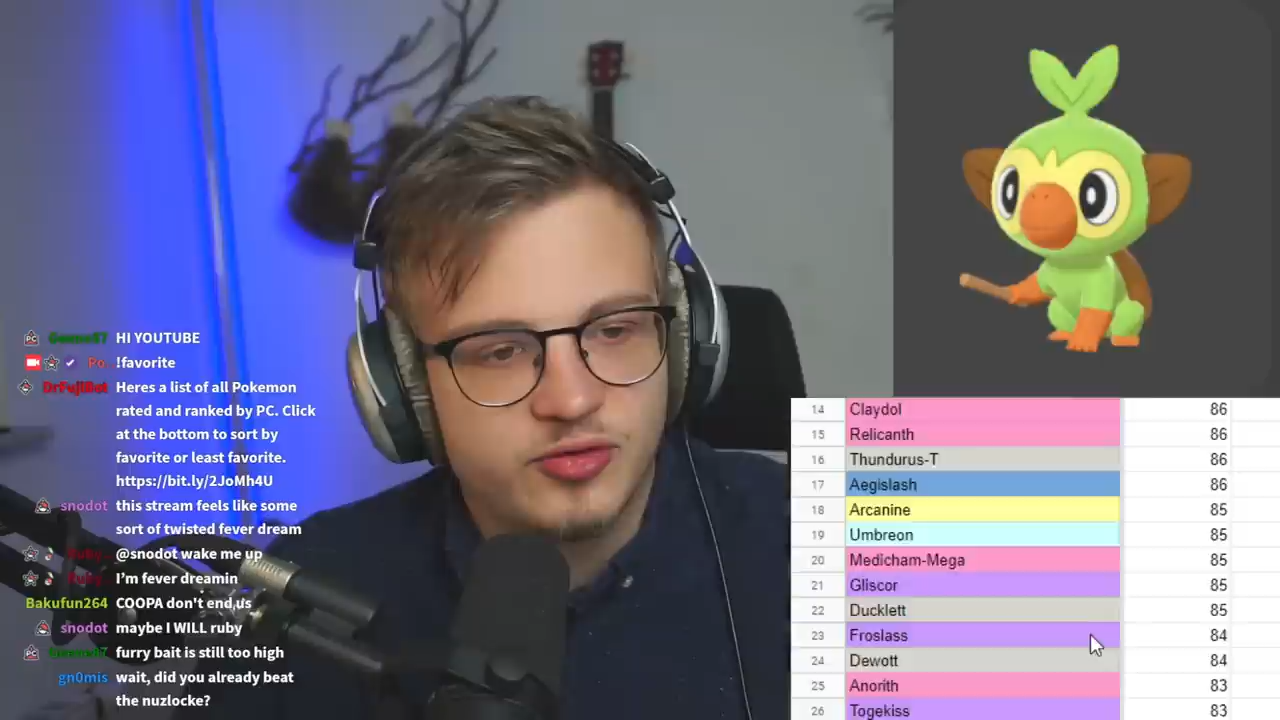 HI YOUTUBE
Po. !favorite
DrFujiBot Heres a list of all Pokemon
rated and ranked by PC. Click
at the bottom to sort by
favorite or least favorite.
https://bit.ly/2JoMh4U
snodot this stream feels like some
sort of twisted fever dream
@snodot wake me up
I'm fever dreamin
Bakufun264 COOPA don't end us
snodot maybe I WILL ruby
furry bait is still too high
gn0mis wait, did you already beat
the nuzlocke?
14 Claydol 86
15 Relicanth 86
16 Thundurus-T 86
17 Aegislash 86
18 Arcanine 85
19 Umbreon 85
20 Medicham-Mega 85
21 Gliscor 85
22 Ducklett 85
23 Froslass 84
24 Dewott 84
25 Anorith 83
26 Togekiss 83